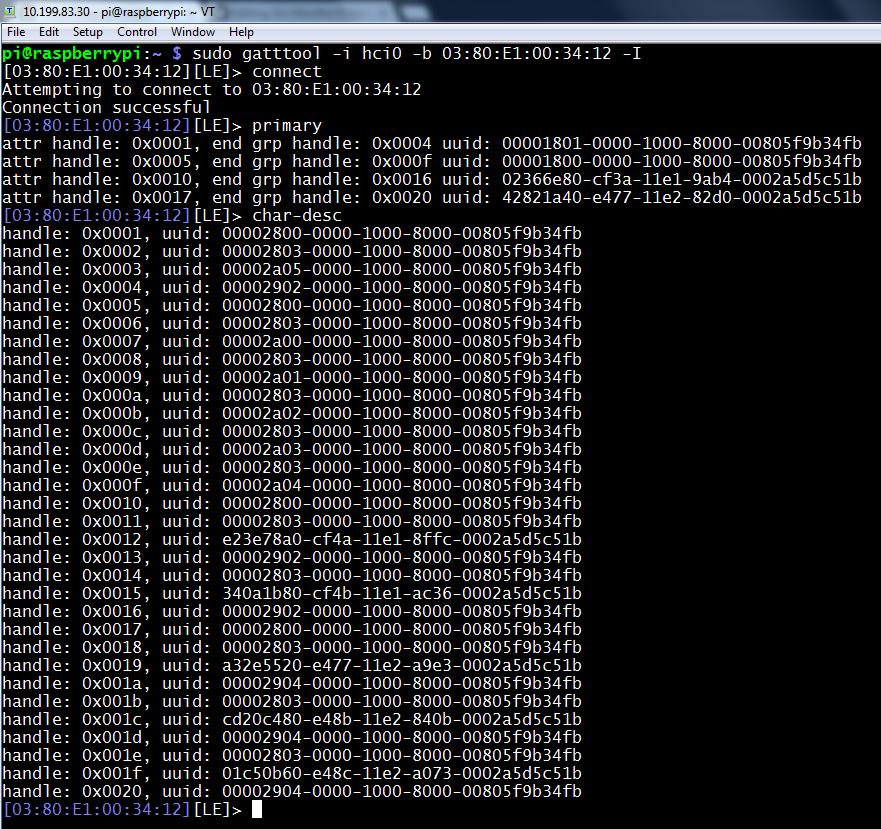 10.199.83.30 - pi@raspberrypi: ~ VT
File Edit Setup Control Window Help
pi@raspberrypi:~ $ sudo gatttool -i hci0 -b 03:80:E1:00:34:12 -I
[03:80:E1:00:34:12][LE]> connect
Attempting to connect to 03:80:E1:00:34:12
Connection successful
[03:80:E1:00:34:12][LE]> primary
attr handle: 0x0001, end grp handle: 0x0004 uuid: 00001801-0000-1000-8000-00805f9b34fb
attr handle: 0x0005, end grp handle: 0x000f uuid: 00001800-0000-1000-8000-00805f9b34fb
attr handle: 0x0010, end grp handle: 0x0016 uuid: 02366e80-cf3a-11e1-9ab4-0002a5d5c51b
attr handle: 0x0017, end grp handle: 0x0020 uuid: 42821a40-e477-11e2-82d0-0002a5d5c51b
[03:80:E1:00:34:12][LE]> char-desc
handle: 0x0001, uuid: 00002800-0000-1000-8000-00805f9b34fb
handle: 0x0002, uuid: 00002803-0000-1000-8000-00805f9b34fb
handle: 0x0003, uuid: 00002a05-0000-1000-8000-00805f9b34fb
handle: 0x0004, uuid: 00002902-0000-1000-8000-00805f9b34fb
handle: 0x0005, uuid: 00002800-0000-1000-8000-00805f9b34fb
handle: 0x0006, uuid: 00002803-0000-1000-8000-00805f9b34fb
handle: 0x0007, uuid: 00002a00-0000-1000-8000-00805f9b34fb
handle: 0x0008, uuid: 00002803-0000-1000-8000-00805f9b34fb
handle: 0x0009, uuid: 00002a01-0000-1000-8000-00805f9b34fb
handle: 0x000a, uuid: 00002803-0000-1000-8000-00805f9b34fb
handle: 0x000b, uuid: 00002a02-0000-1000-8000-00805f9b34fb
handle: 0x000c, uuid: 00002803-0000-1000-8000-00805f9b34fb
handle: 0x000d, uuid: 00002a03-0000-1000-8000-00805f9b34fb
handle: 0x000e, uuid: 00002803-0000-1000-8000-00805f9b34fb
handle: 0x000f, uuid: 00002a04-0000-1000-8000-00805f9b34fb
handle: 0x0010, uuid: 00002800-0000-1000-8000-00805f9b34fb
handle: 0x0011, uuid: 00002803-0000-1000-8000-00805f9b34fb
handle: 0x0012, uuid: e23e78a0-cf4a-11e1-8ffc-0002a5d5c51b
handle: 0x0013, uuid: 00002902-0000-1000-8000-00805f9b34fb
handle: 0x0014, uuid: 00002803-0000-1000-8000-00805f9b34fb
handle: 0x0015, uuid: 340a1b80-cf4b-11e1-ac36-0002a5d5c51b
handle: 0x0016, uuid: 00002902-0000-1000-8000-00805f9b34fb
handle: 0x0017, uuid: 00002800-0000-1000-8000-00805f9b34fb
handle: 0x0018, uuid: 00002803-0000-1000-8000-00805f9b34fb
handle: 0x0019, uuid: a32e5520-e477-11e2-a9e3-0002a5d5c51b
handle: 0x001a, uuid: 00002904-0000-1000-8000-00805f9b34fb
handle: 0x001b, uuid: 00002803-0000-1000-8000-00805f9b34fb
handle: 0x001c, uuid: cd20c480-e48b-11e2-840b-0002a5d5c51b
handle: 0x001d, uuid: 00002904-0000-1000-8000-00805f9b34fb
handle: 0x001e, uuid: 00002803-0000-1000-8000-00805f9b34fb
handle: 0x001f, uuid: 01c50b60-e48c-11e2-a073-0002a5d5c51b
handle: 0x0020, uuid: 00002904-0000-1000-8000-00805f9b34fb
[03:80:E1:00:34:12][LE]>